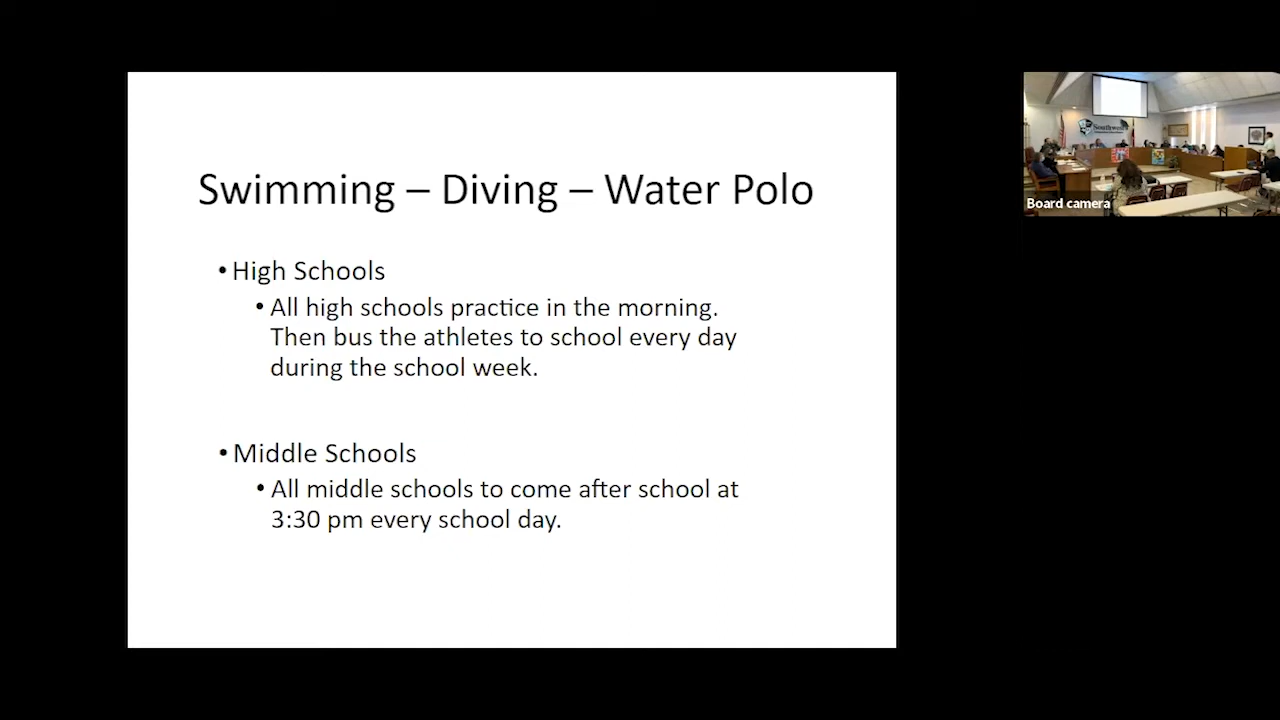 Swimming – Diving – Water Polo
• High Schools
• All high schools practice in the morning.
Then bus the athletes to school every day
during the school week.
• Middle Schools
• All middle schools to come after school at
3:30 pm every school day.
Southwest
Board camera